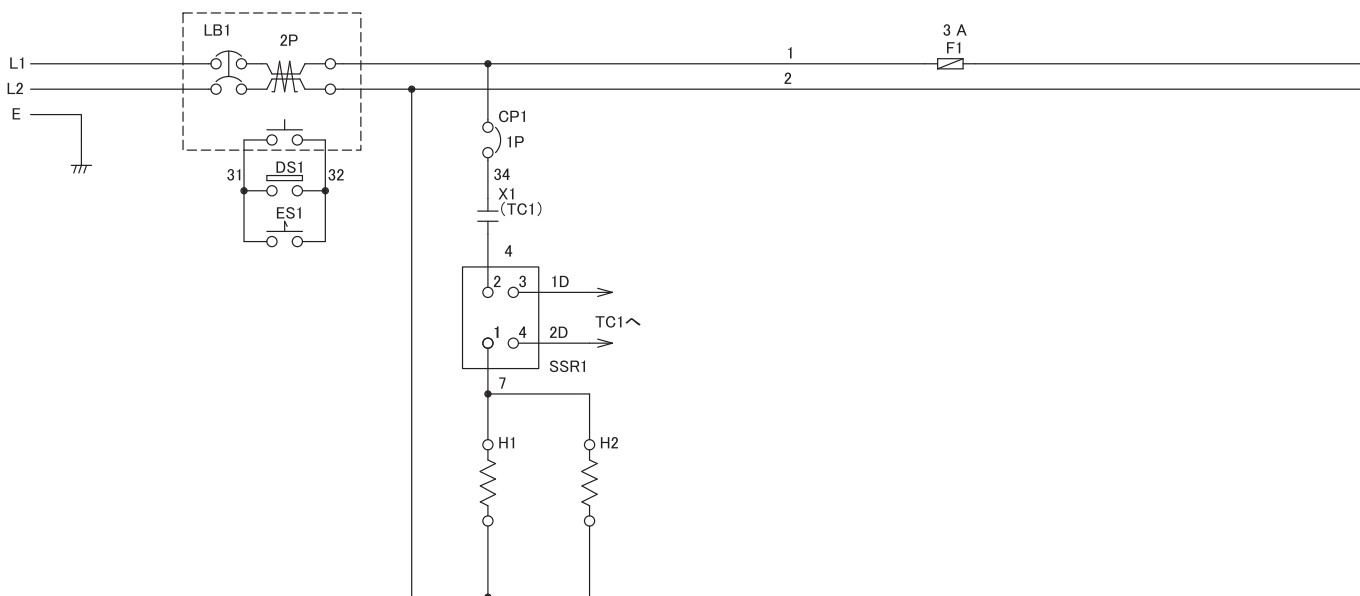 LB1
2P
3 A
F1
L1
1
L2
2
E
CP1
1P
31
DS1
32
34
X1
(TC1)
ES1
4
2 3 1D
TC1へ
1 4 2D
SSR1
7
H1
H2